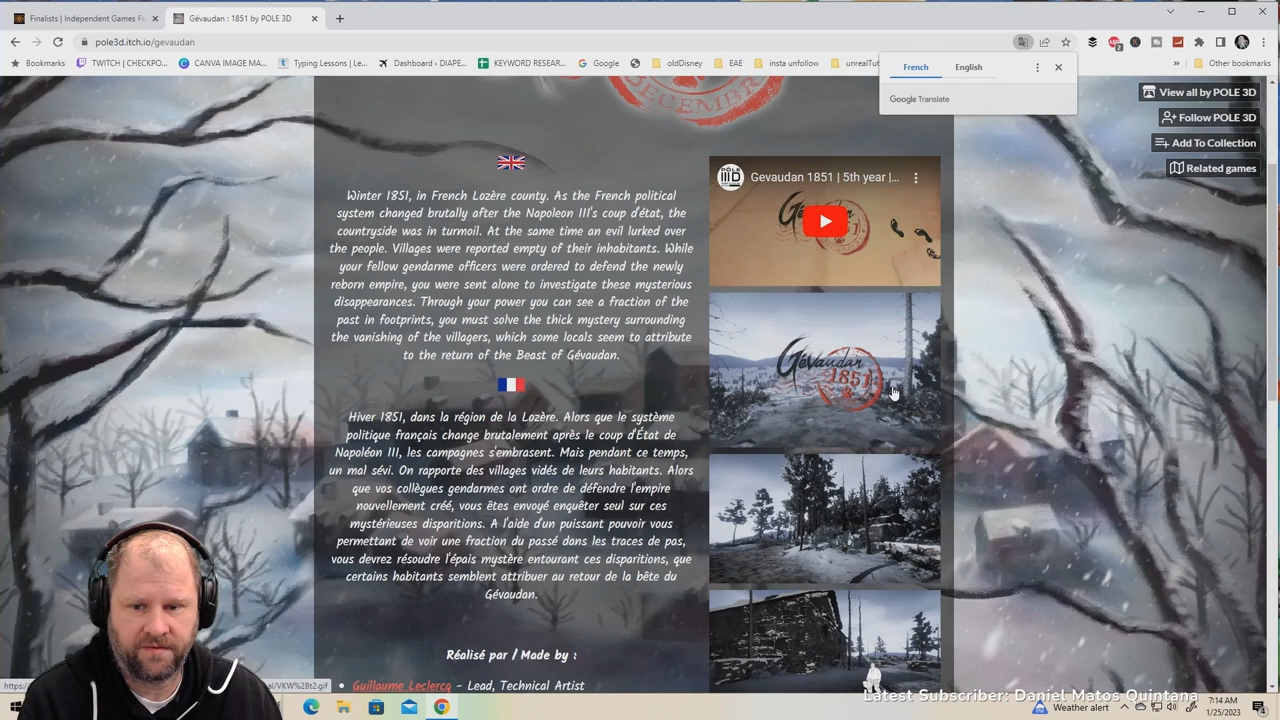 Finalists | Independent Games Fe
Gévaudan : 1851 by POLE 3D
pole3d.itch.io/gevaudan
Bookmarks
TWITCH | CHECKPO...
CANVA IMAGE MA...
Typing Lessons | Le...
Dashboard ‹ DIAPE...
KEYWORD RESEAR...
Google
oldDisney
EAE
insta unfollow
unrealTut
Other bookmarks
French
English
Google Translate
View all by POLE 3D
Follow POLE 3D
Add To Collection
Related games
DECEMBR
Winter 1851, in French Lozère county. As the French political
system changed brutally after the Napoleon III's coup d'état, the
countryside was in turmoil. At the same time an evil lurked over
the people. Villages were reported empty of their inhabitants. While
your fellow gendarme officers were ordered to defend the newly
reborn empire, you were sent alone to investigate these mysterious
disappearances. Through your power you can see a fraction of the
past in footprints, you must solve the thick mystery surrounding
the vanishing of the villagers, which some locals seem to attribute
to the return of the Beast of Gévaudan.
Hiver 1851, dans la région de la Lozère. Alors que le système
politique français change brutalement après le coup d'État de
Napoléon III, les campagnes s'embrasent. Mais pendant ce temps,
un mal sévi. On rapporte des villages vidés de leurs habitants. Alors
que vos collègues gendarmes ont ordre de défendre l'empire
nouvellement créé, vous êtes envoyé enquêter seul sur ces
mystérieuses disparitions. A l'aide d'un puissant pouvoir vous
permettant de voir une fraction du passé dans les traces de pas,
vous devrez résoudre l'épais mystère entourant ces disparitions, que
certains habitants semblent attribuer au retour de la bête du
Gévaudan.
Réalisé par / Made by :
Guillaume Leclercq - Lead, Technical Artist
Gevaudan 1851 | 5th year |...
Gévaudan
1851
Latest Subscriber: Daniel Matos Quintana
Weather alert
7:14 AM
1/25/2023